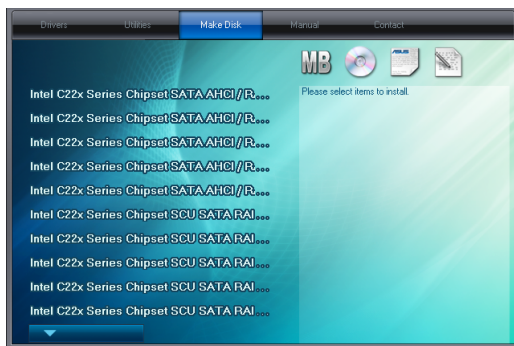 Drivers Utilities Make Disk Manual Contact
MB
ASUS
Please select items to install.
Intel C22x Series Chipset SATA AHCI / R...
Intel C22x Series Chipset SATA AHCI / R...
Intel C22x Series Chipset SATA AHCI / R...
Intel C22x Series Chipset SATA AHCI / R...
Intel C22x Series Chipset SATA AHCI / R...
Intel C22x Series Chipset SCU SATA RAI...
Intel C22x Series Chipset SCU SATA RAI...
Intel C22x Series Chipset SCU SATA RAI...
Intel C22x Series Chipset SCU SATA RAI...
Intel C22x Series Chipset SCU SATA RAI...